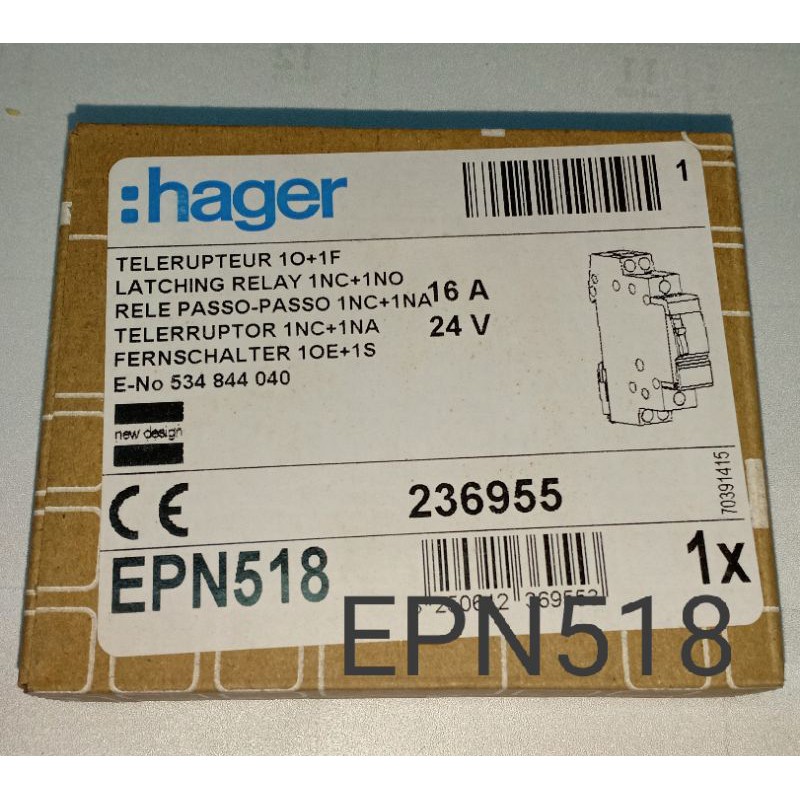 :hager
1
TELERUPTEUR 1O+1F
LATCHING RELAY 1NC+1NO
RELE PASSO-PASSO 1NC+1NA
TELERRUPTOR 1NC+1NA
FERNSCHALTER 1OE+1S
E-No 534 844 040
16 A
24 V
new design
CE
236955
70391415
EPN518
1x
EPN518